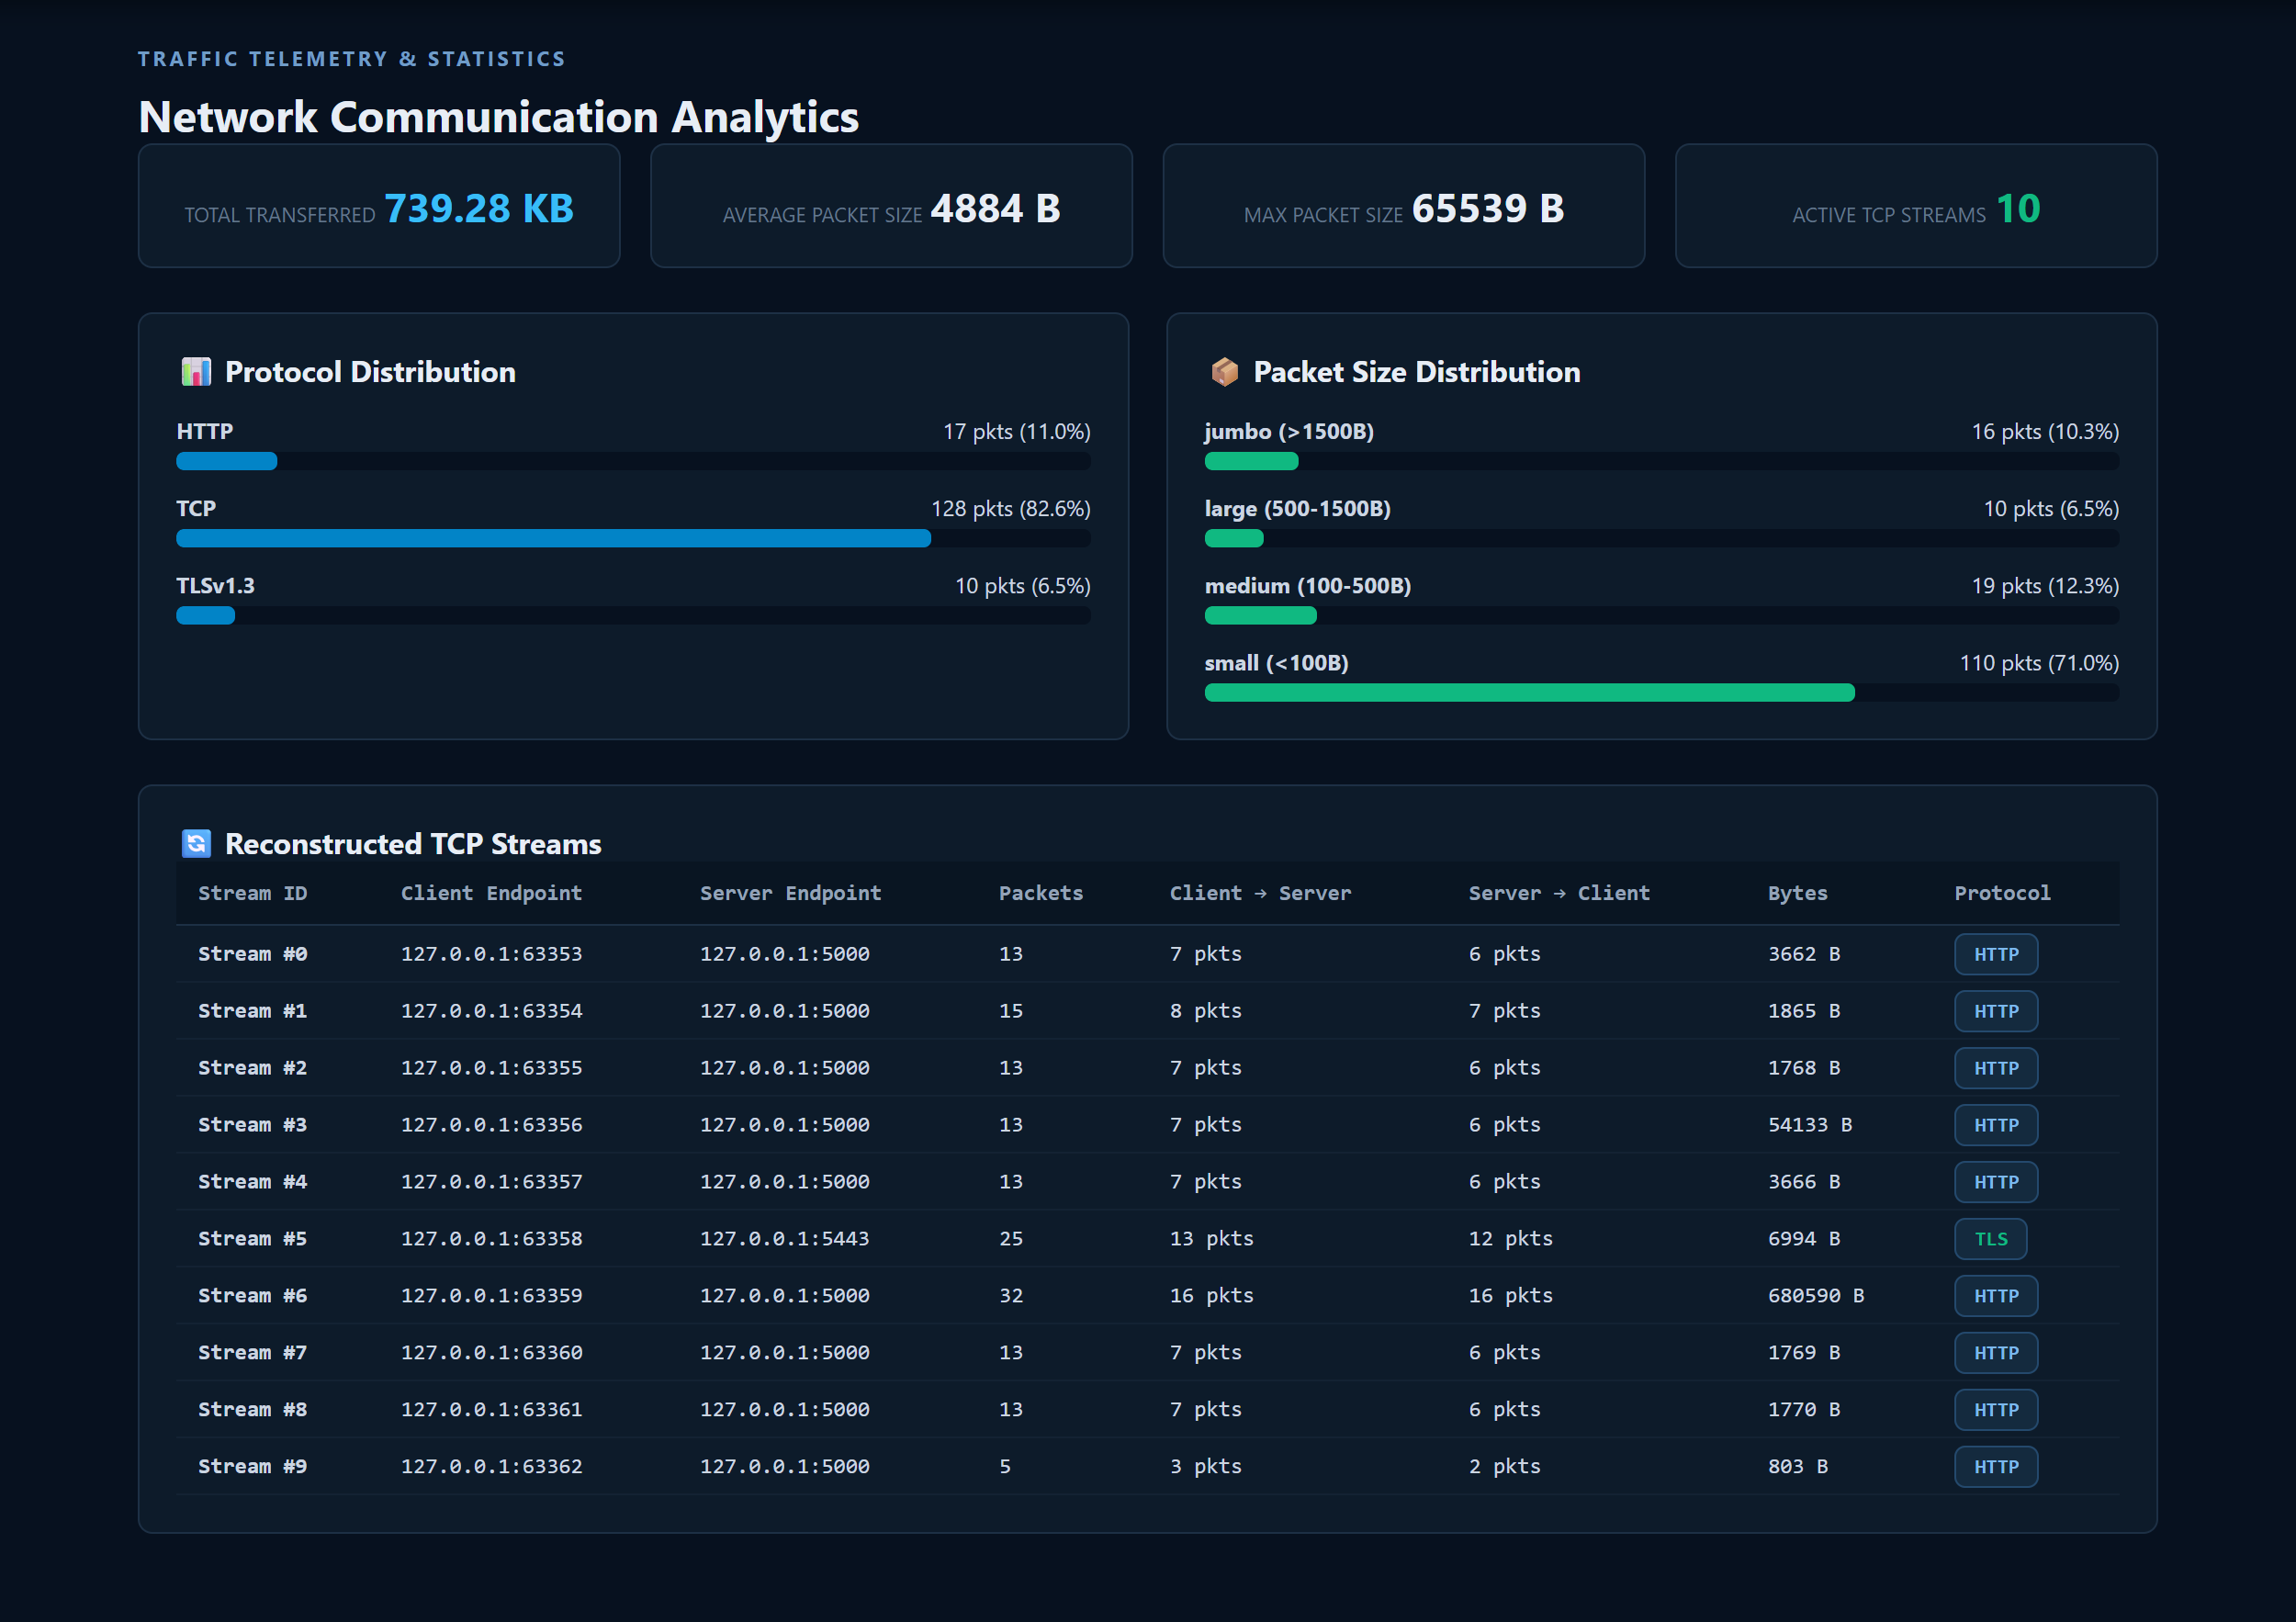 TRAFFIC TELEMETRY & STATISTICS
Network Communication Analytics
TOTAL TRANSFERRED 739.28 KB
AVERAGE PACKET SIZE 4884 B
MAX PACKET SIZE 65539 B
ACTIVE TCP STREAMS 10
Protocol Distribution
HTTP 17 pkts (11.0%)
TCP 128 pkts (82.6%)
TLSv1.3 10 pkts (6.5%)
Packet Size Distribution
jumbo (>1500B) 16 pkts (10.3%)
large (500-1500B) 10 pkts (6.5%)
medium (100-500B) 19 pkts (12.3%)
small (<100B) 110 pkts (71.0%)
Reconstructed TCP Streams
Stream ID Client Endpoint Server Endpoint Packets Client → Server Server → Client Bytes Protocol
Stream #0 127.0.0.1:63353 127.0.0.1:5000 13 7 pkts 6 pkts 3662 B HTTP
Stream #1 127.0.0.1:63354 127.0.0.1:5000 15 8 pkts 7 pkts 1865 B HTTP
Stream #2 127.0.0.1:63355 127.0.0.1:5000 13 7 pkts 6 pkts 1768 B HTTP
Stream #3 127.0.0.1:63356 127.0.0.1:5000 13 7 pkts 6 pkts 54133 B HTTP
Stream #4 127.0.0.1:63357 127.0.0.1:5000 13 7 pkts 6 pkts 3666 B HTTP
Stream #5 127.0.0.1:63358 127.0.0.1:5443 25 13 pkts 12 pkts 6994 B TLS
Stream #6 127.0.0.1:63359 127.0.0.1:5000 32 16 pkts 16 pkts 680590 B HTTP
Stream #7 127.0.0.1:63360 127.0.0.1:5000 13 7 pkts 6 pkts 1769 B HTTP
Stream #8 127.0.0.1:63361 127.0.0.1:5000 13 7 pkts 6 pkts 1770 B HTTP
Stream #9 127.0.0.1:63362 127.0.0.1:5000 5 3 pkts 2 pkts 803 B HTTP